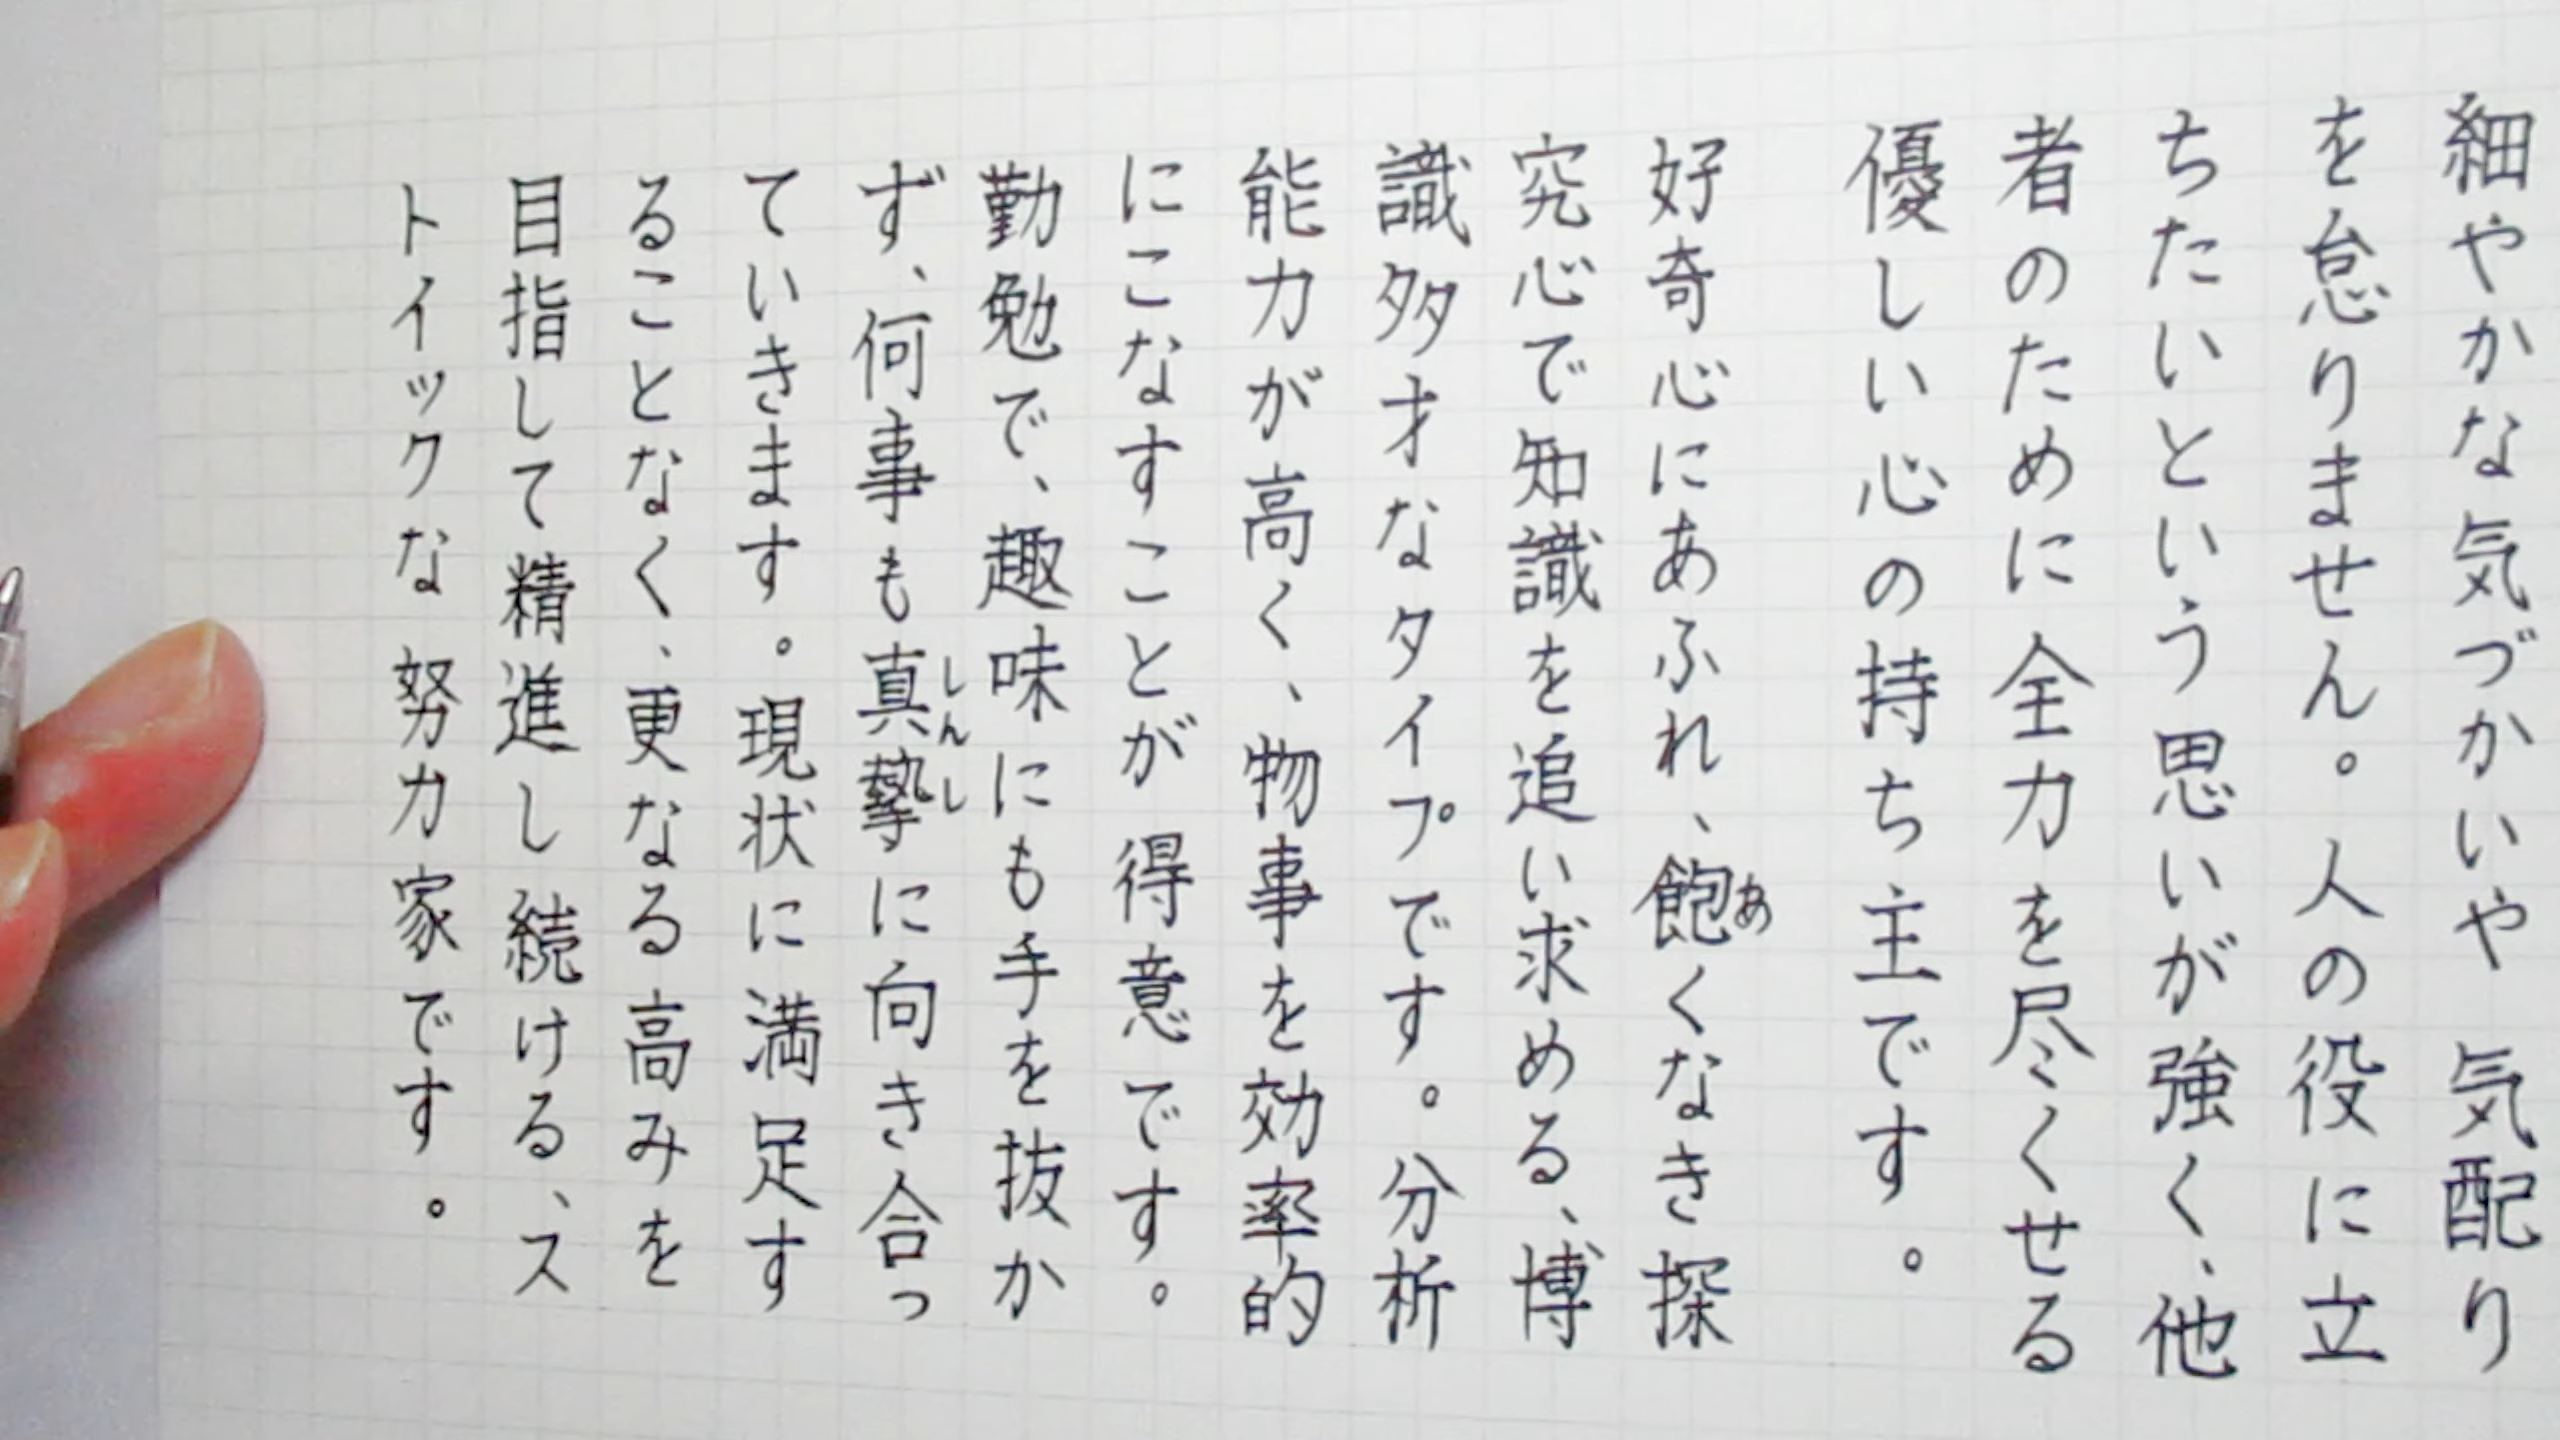 細やかな気づかいや気配り
を怠りません。人の役に立
ちたいという思いが強く、他
者のために全力を尽くせる
優しい心の持ち主です。
好奇心にあふれ、飽くなき探
あ
究心で知識を追い求める、博
識多才なタイプです。分析
能力が高く、物事を効率的
にこなすことが得意です。
勤勉で、趣味にも手を抜か
ず、何事も真摯に向き合っ
しんし
ていきます。現状に満足す
ることなく、更なる高みを
目指して精進し続ける、ス
トイックな努力家です。